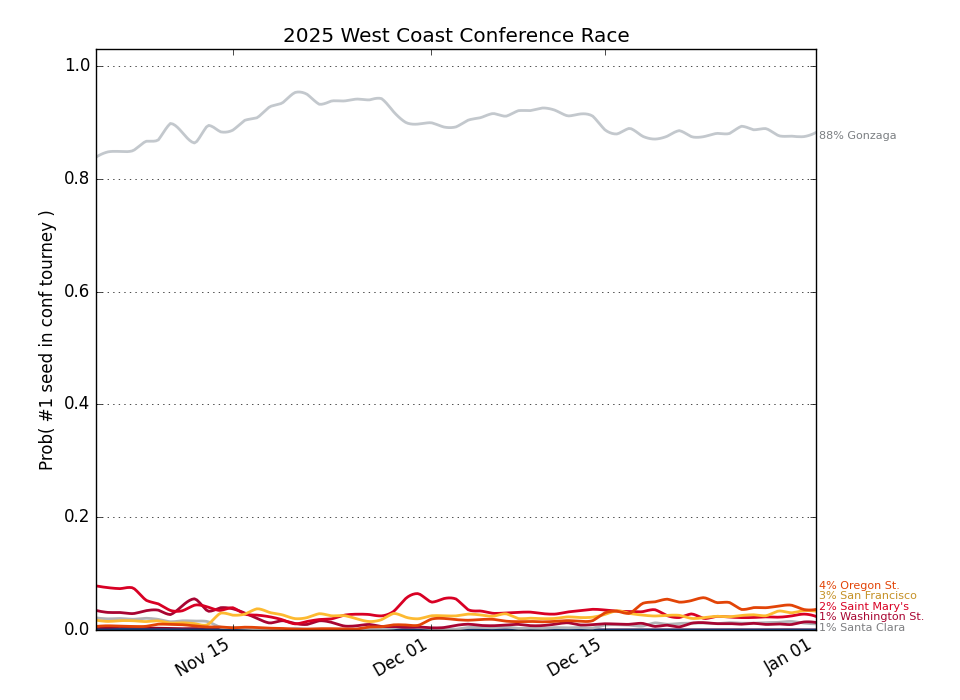 2025 West Coast Conference Race
Prob( #1 seed in conf tourney )
1.0
0.8
0.6
0.4
0.2
0.0
Nov 15
Dec 01
Dec 15
Jan 01
88% Gonzaga
4% Oregon St.
3% San Francisco
2% Saint Mary's
1% Washington St.
1% Santa Clara